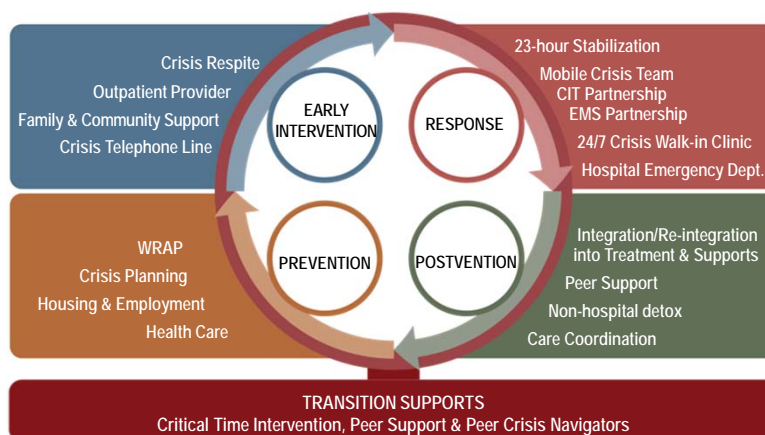 Crisis Respite
Outpatient Provider
Family & Community Support
Crisis Telephone Line
EARLY
INTERVENTION
RESPONSE
23-hour Stabilization
Mobile Crisis Team
CIT Partnership
EMS Partnership
24/7 Crisis Walk-in Clinic
Hospital Emergency Dept.
WRAP
Crisis Planning
Housing & Employment
Health Care
PREVENTION
POSTVENTION
Integration/Re-integration
into Treatment & Supports
Peer Support
Non-hospital detox
Care Coordination
TRANSITION SUPPORTS
Critical Time Intervention, Peer Support & Peer Crisis Navigators